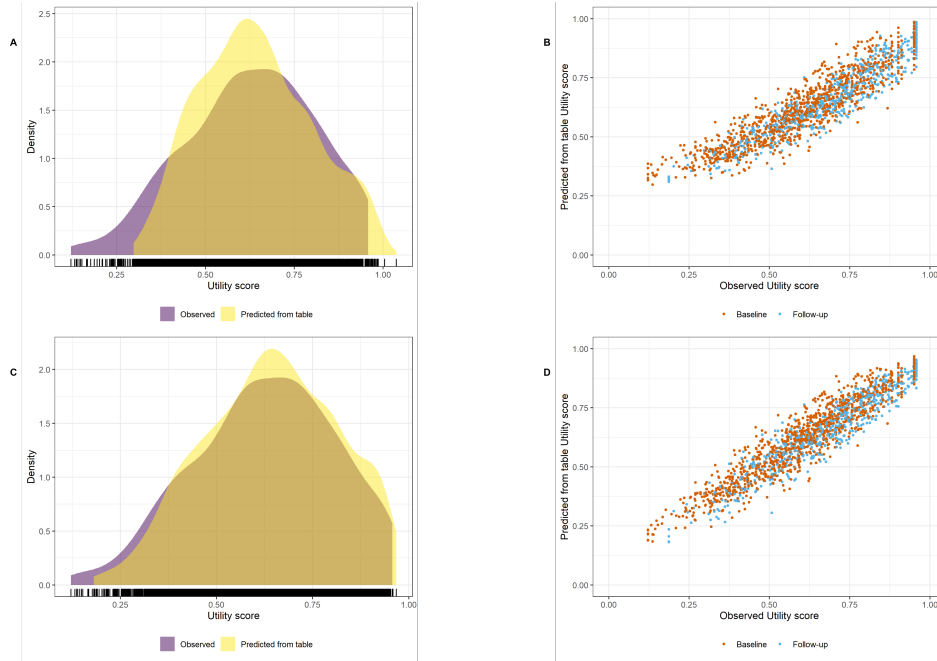 A
Density
2.5
2.0
1.5
1.0
0.5
0.0
0.25 0.50 0.75 1.00
Utility score
Observed Predicted from table
B
Predicted from table Utility score
1.00
0.75
0.50
0.25
0.00
0.00 0.25 0.50 0.75 1.00
Observed Utility score
Baseline Follow-up
C
Density
2.0
1.5
1.0
0.5
0.0
0.25 0.50 0.75 1.00
Utility score
Observed Predicted from table
D
Predicted from table Utility score
1.00
0.75
0.50
0.25
0.00
0.00 0.25 0.50 0.75 1.00
Observed Utility score
Baseline Follow-up